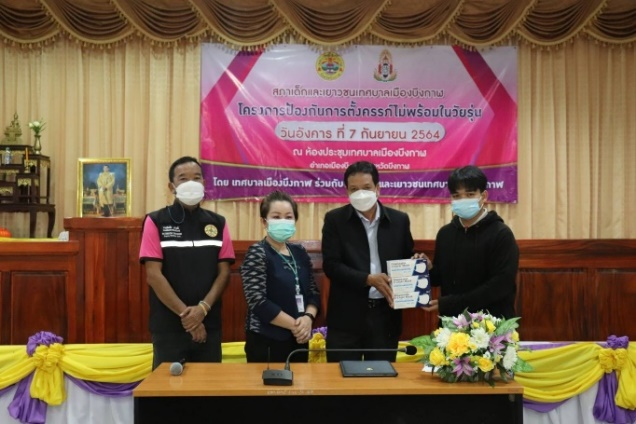 สภาเด็กและเยาวชนเทศบาลเมืองบึงกาฬ
โครงการป้องกันการตั้งครรภ์ไม่พร้อมในวัยรุ่น
วันอังคาร ที่ 7 กันยายน 2564
ณ ห้องประชุมเทศบาลเมืองบึงกาฬ
อำเภอเมือง จังหวัดบึงกาฬ
โดย เทศบาลเมืองบึงกาฬ ร่วมกับ และเยาวชนเทศบา